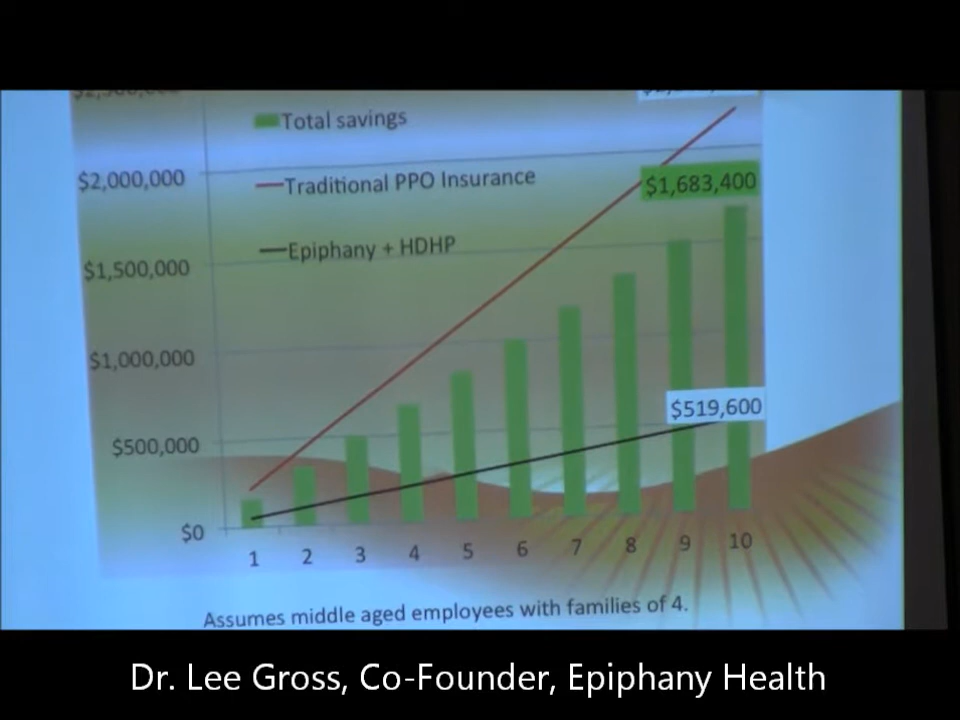 Total savings
$2,000,000
Traditional PPO Insurance
$1,683,400
Epiphany + HDHP
$1,500,000
$1,000,000
$519,600
$500,000
$0
1 2 3 4 5 6 7 8 9 10
Assumes middle aged employees with families of 4.
Dr. Lee Gross, Co-Founder, Epiphany Health